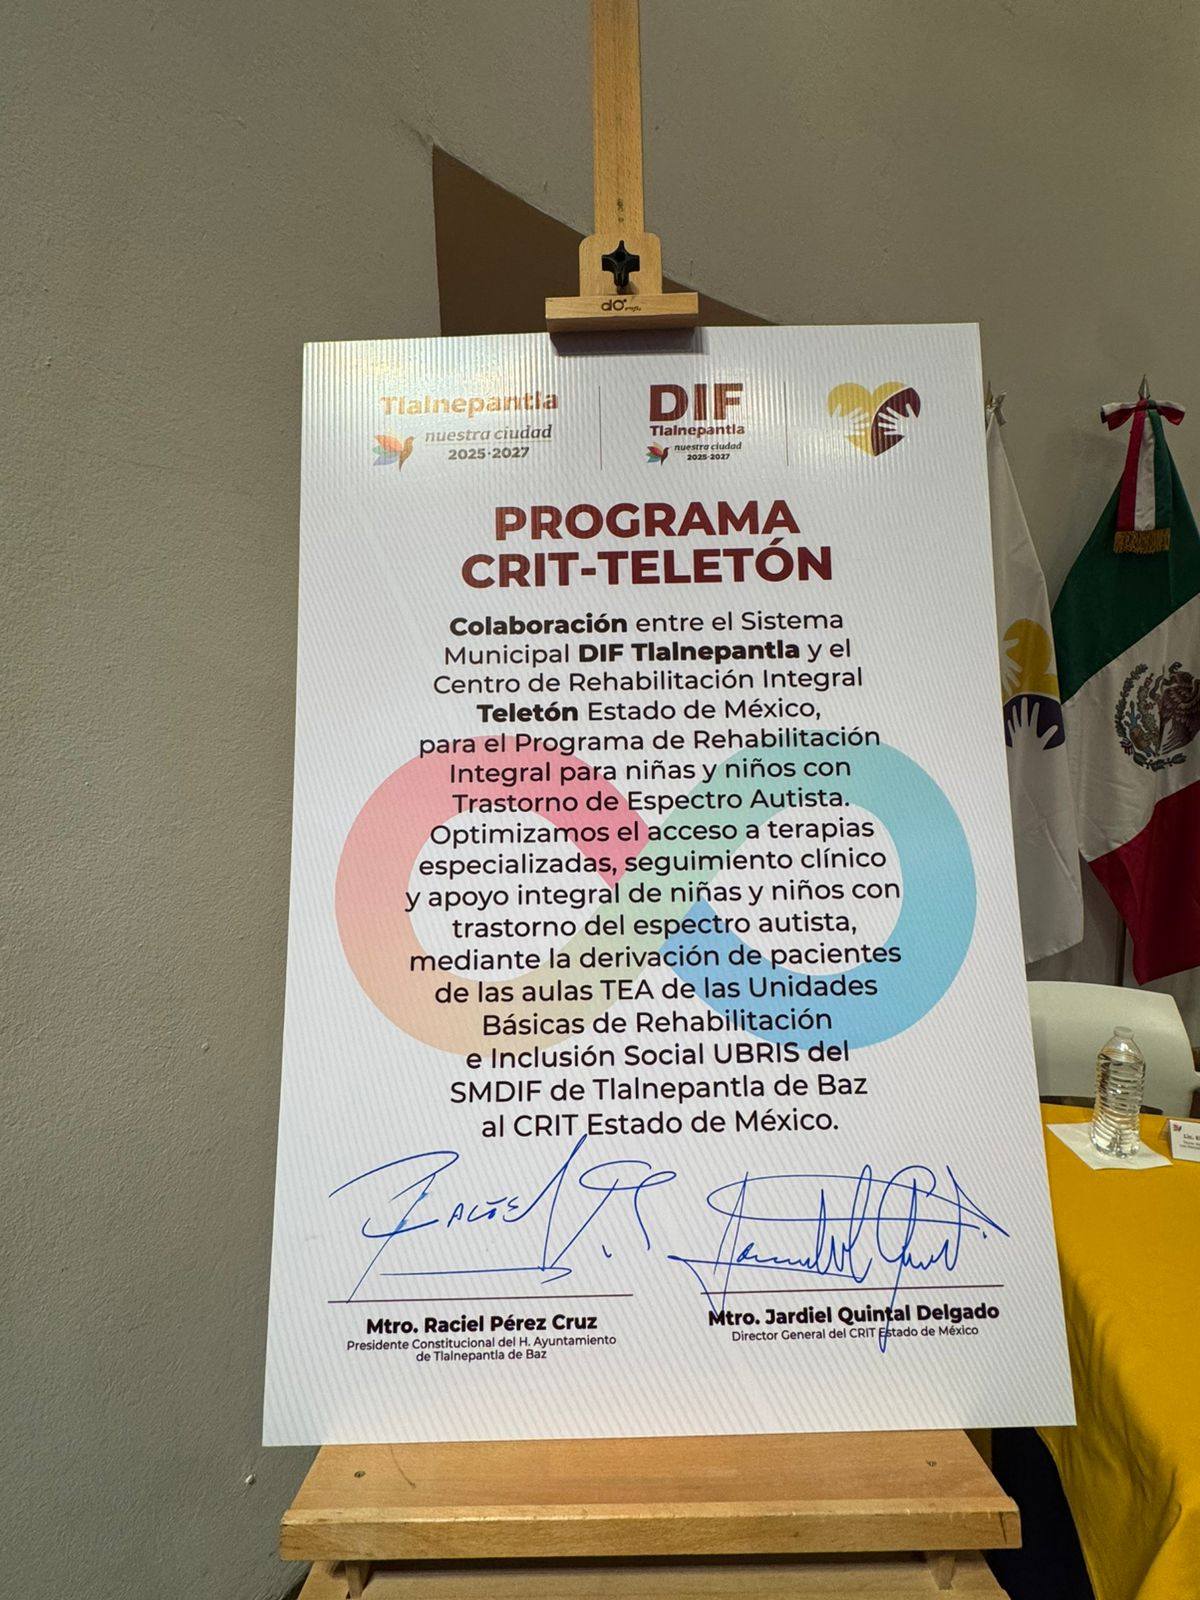 dO
Tlalnepantla
nuestra ciudad
2025-2027
DIF
Tlalnepantla
nuestra ciudad
2025-2027
PROGRAMA
CRIT-TELETÓN
Colaboración entre el Sistema
Municipal DIF Tlalnepantla y el
Centro de Rehabilitación Integral
Teletón Estado de México,
para el Programa de Rehabilitación
Integral para niñas y niños con
Trastorno de Espectro Autista.
Optimizamos el acceso a terapias
especializadas, seguimiento clínico
y apoyo integral de niñas y niños con
trastorno del espectro autista,
mediante la derivación de pacientes
de las aulas TEA de las Unidades
Básicas de Rehabilitación
e Inclusión Social UBRIS del
SMDIF de Tlalnepantla de Baz
al CRIT Estado de México.
Mtro. Raciel Pérez Cruz
Presidente Constitucional del H. Ayuntamiento
de Tlalnepantla de Baz
Mtro. Jardiel Quintal Delgado
Director General del CRIT Estado de México